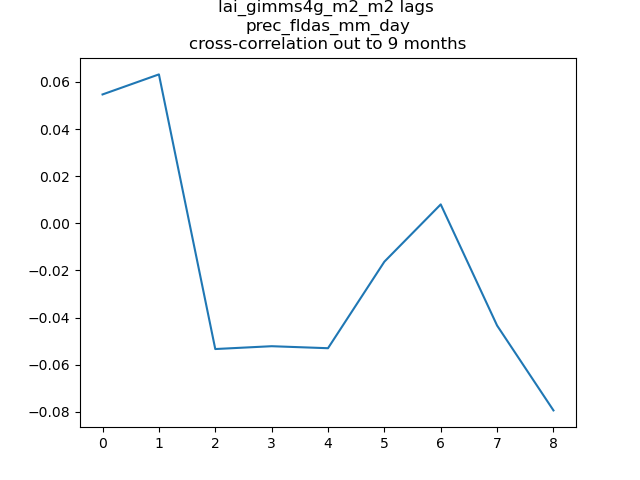 lai_gimms4g_m2_m2 lags
prec_fldas_mm_day
cross-correlation out to 9 months
0.06
0.04
0.02
0.00
−0.02
−0.04
−0.06
−0.08
0 1 2 3 4 5 6 7 8